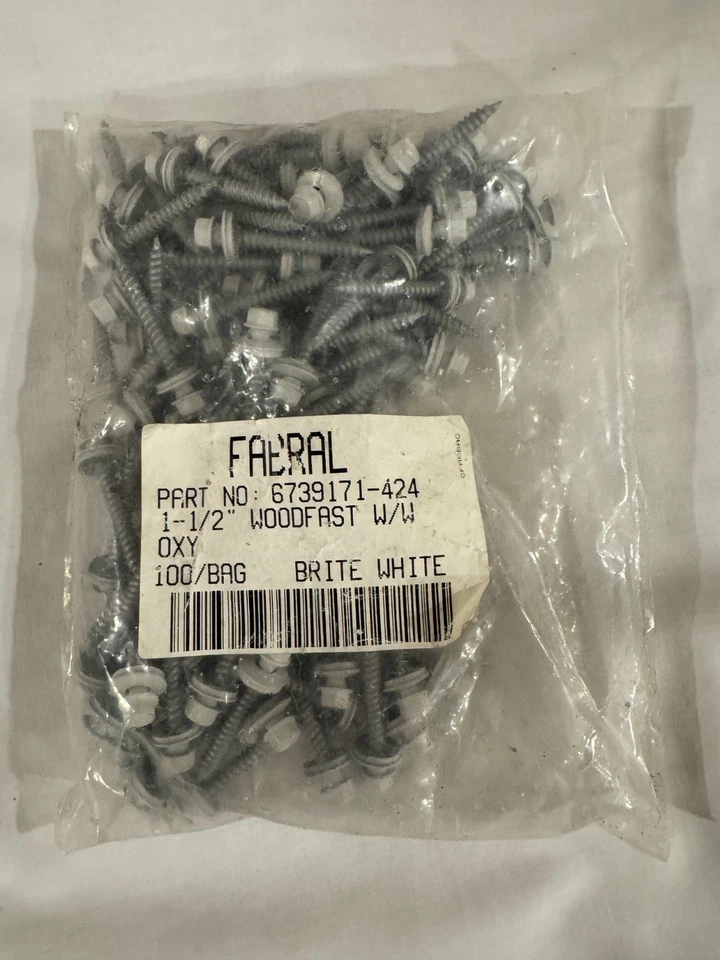 FABRAL
PART NO: 6739171-424
1-1/2" WOODFAST W/W
OXY
100/BAG BRITE WHITE